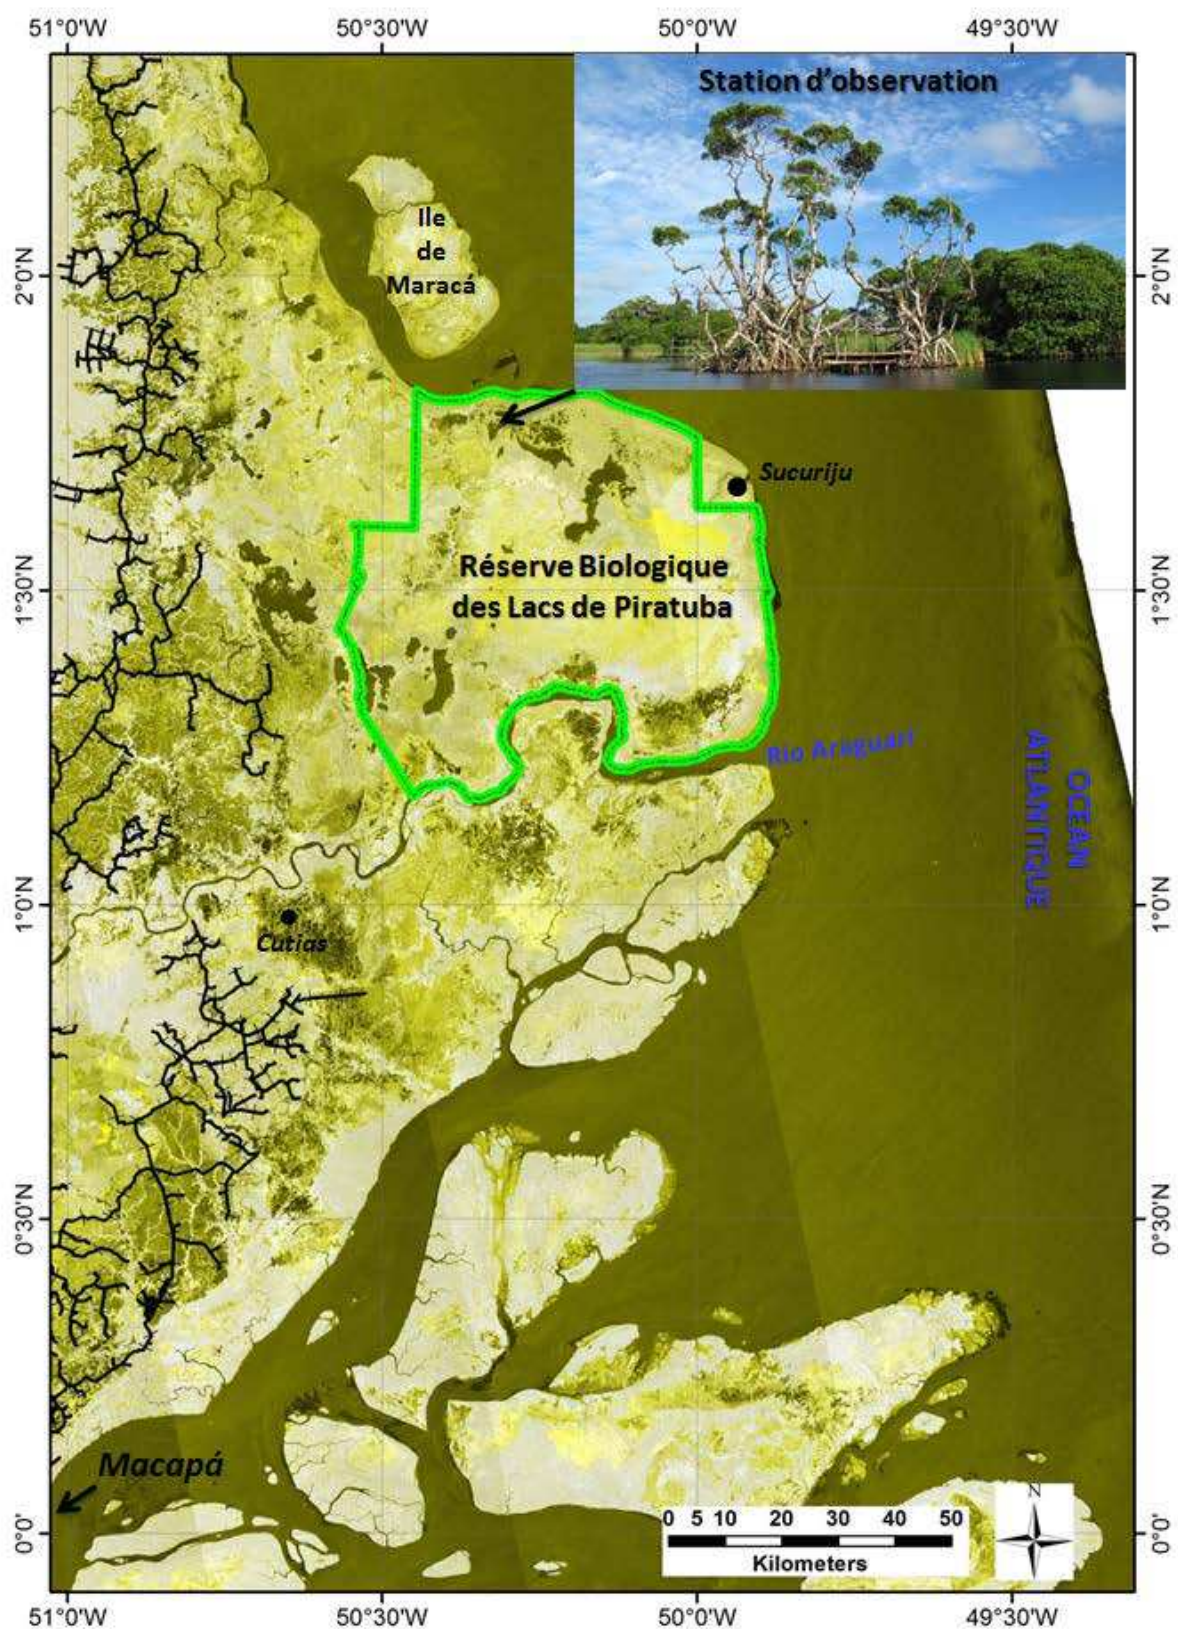 51°0'W 50°30'W 50°0'W 49°30'W
Station d'observation
Ile
de
Maracá
2°0'N
2°0'N
Sucuriju
Réserve Biologique
des Lacs de Piratuba
1°30'N
1°30'N
Rio Araguari
OCEAN
ATLANTIQUE
1°0'N
1°0'N
Cutias
0°30'N
0°30'N
Macapá
0 5 10 20 30 40 50
Kilometers
N
0°0'
0°0'
51°0'W 50°30'W 50°0'W 49°30'W